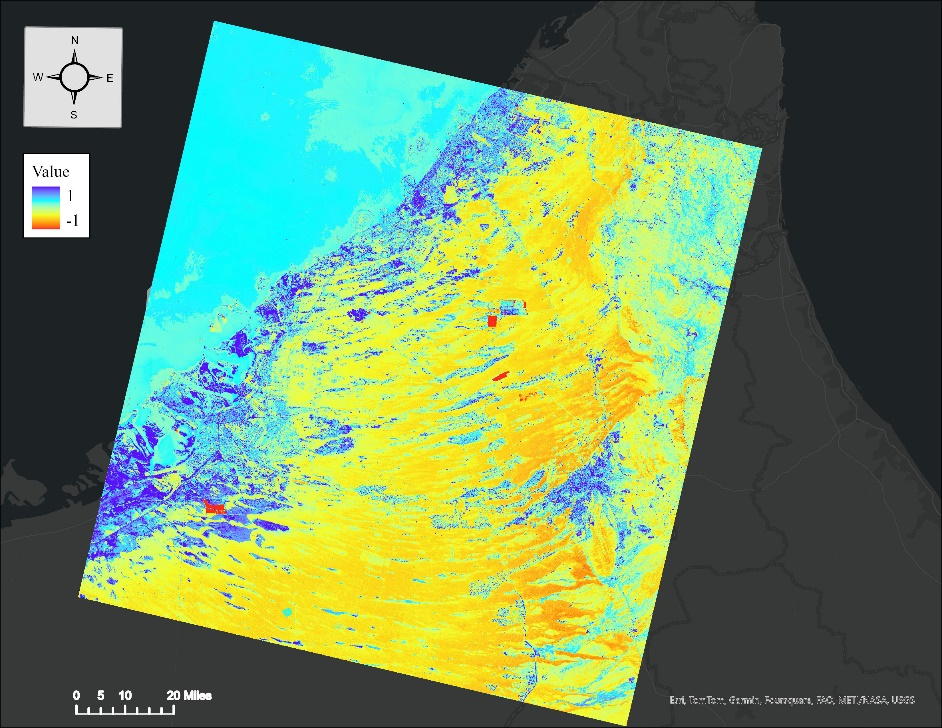 N
W E
S
Value
1
-1
0 5 10 20 Miles
Esri, TomTom, Garmin, Foursquare, FAO, METI/NASA, USGS